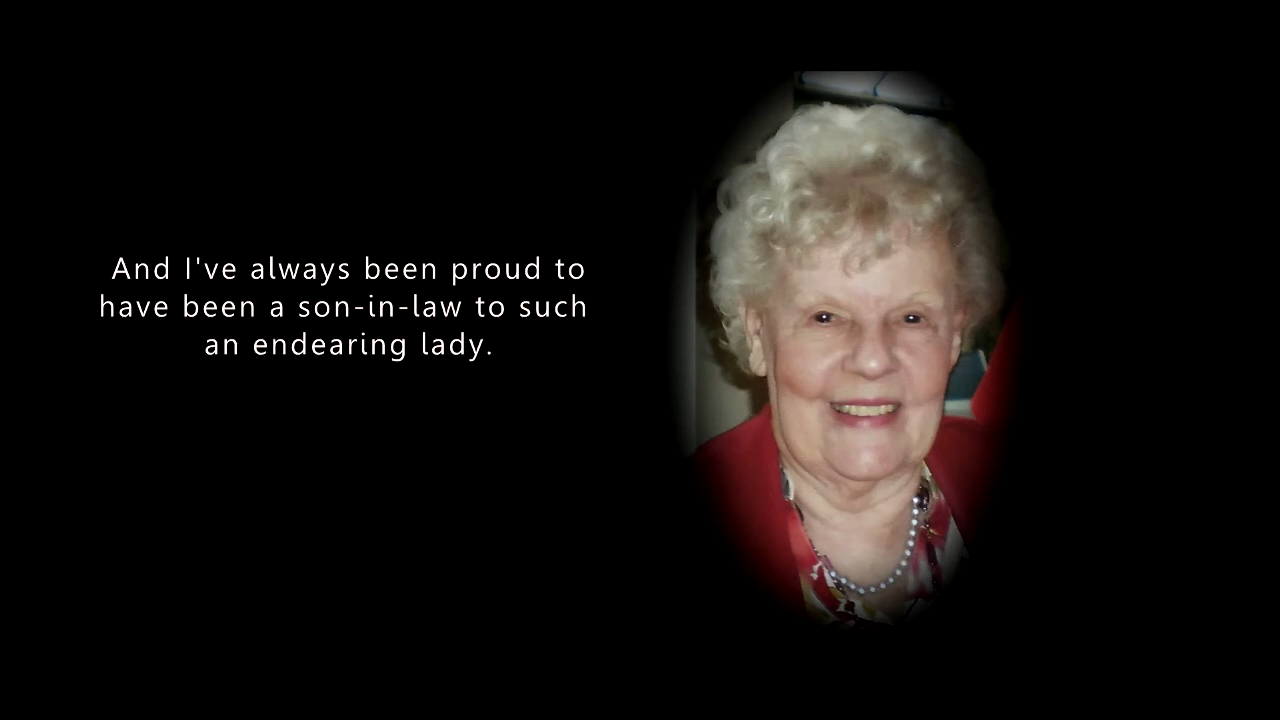 And I've always been proud to
have been a son-in-law to such
an endearing lady.